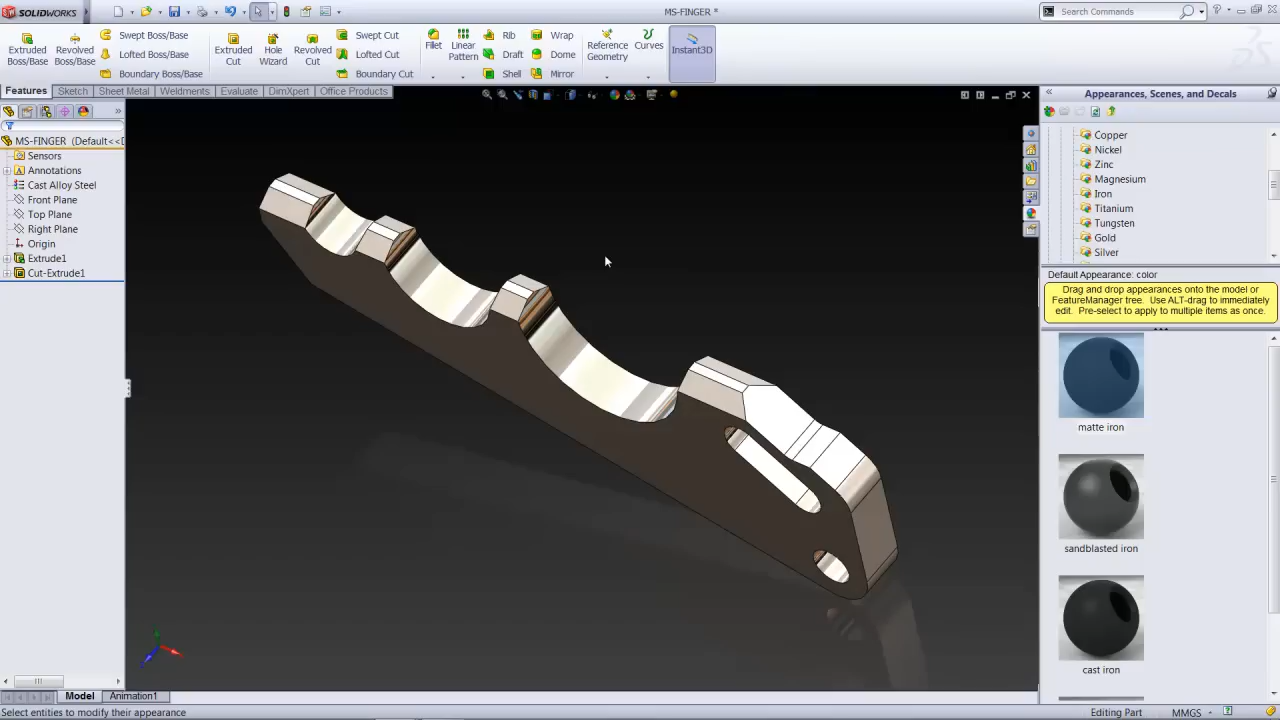 SOLIDWORKS
MS-FINGER *
Search Commands
Extruded
Boss/Base
Revolved
Boss/Base
Swept Boss/Base
Lofted Boss/Base
Boundary Boss/Base
Extruded
Cut
Hole
Wizard
Revolved
Cut
Swept Cut
Lofted Cut
Boundary Cut
Fillet
Linear
Pattern
Rib
Draft
Shell
Wrap
Dome
Mirror
Reference
Geometry
Curves
Instant3D
Features
Sketch
Sheet Metal
Weldments
Evaluate
DimXpert
Office Products
MS-FINGER (Default<<D
Sensors
Annotations
Cast Alloy Steel
Front Plane
Top Plane
Right Plane
Origin
Extrude1
Cut-Extrude1
Appearances, Scenes, and Decals
Copper
Nickel
Zinc
Magnesium
Iron
Titanium
Tungsten
Gold
Silver
Default Appearance: color
Drag and drop appearances onto the model or
FeatureManager tree. Use ALT-drag to immediately
edit. Pre-select to apply to multiple items as once.
matte iron
sandblasted iron
cast iron
Model
Animation1
Select entities to modify their appearance
Editing Part
MMGS